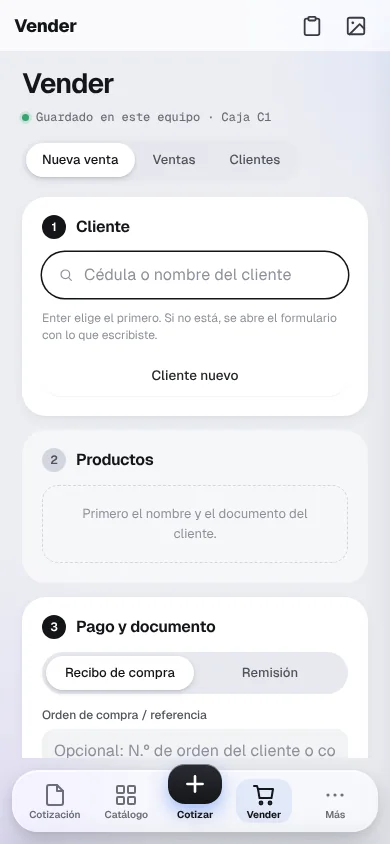 Vender
Vender
Guardado en este equipo · Caja C1
Nueva venta
Ventas
Clientes
1
Cliente
Cédula o nombre del cliente
Enter elige el primero. Si no está, se abre el formulario
con lo que escribiste.
Cliente nuevo
2
Productos
Primero el nombre y el documento del
cliente.
3
Pago y documento
Recibo de compra
Remisión
Orden de compra / referencia
Opcional: N.º de orden del cliente o co
Cotización
Catálogo
Cotizar
Vender
Más